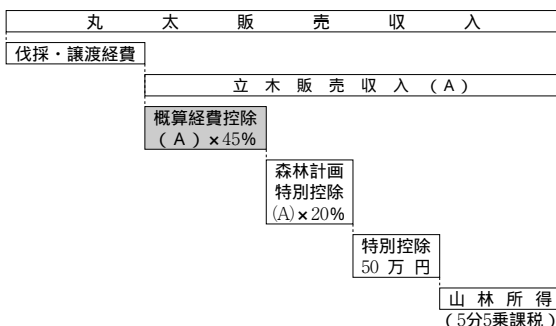 丸太販売収入
伐採・譲渡経費
立木販売収入(A)
概算経費控除
(A)×45%
森林計画
特別控除
(A)×20%
特別控除
50万円
山林所得
(5分5乗課税)